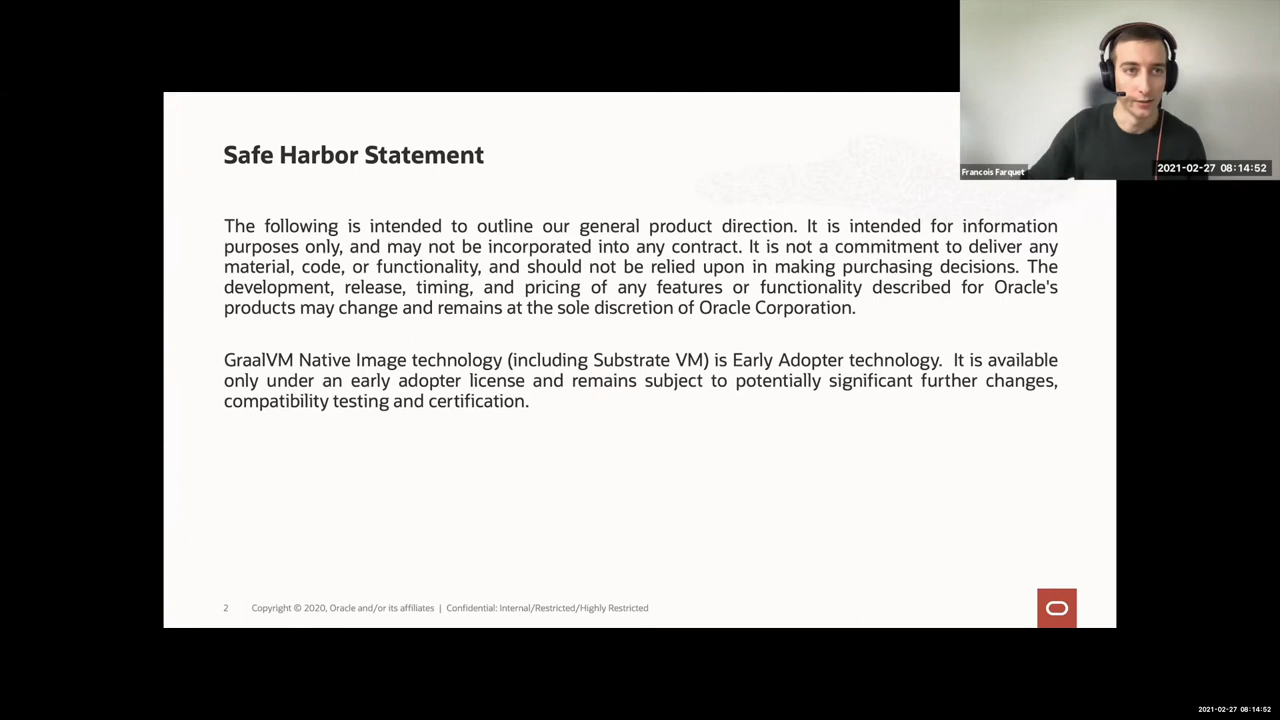 Safe Harbor Statement
The following is intended to outline our general product direction. It is intended for information
purposes only, and may not be incorporated into any contract. It is not a commitment to deliver any
material, code, or functionality, and should not be relied upon in making purchasing decisions. The
development, release, timing, and pricing of any features or functionality described for Oracle's
products may change and remains at the sole discretion of Oracle Corporation.
GraalVM Native Image technology (including Substrate VM) is Early Adopter technology.  It is available
only under an early adopter license and remains subject to potentially significant further changes,
compatibility testing and certification.
2 Copyright © 2020, Oracle and/or its affiliates | Confidential: Internal/Restricted/Highly Restricted
Francois Farquet
2021-02-27 08:14:52
2021-02-27 08:14:52